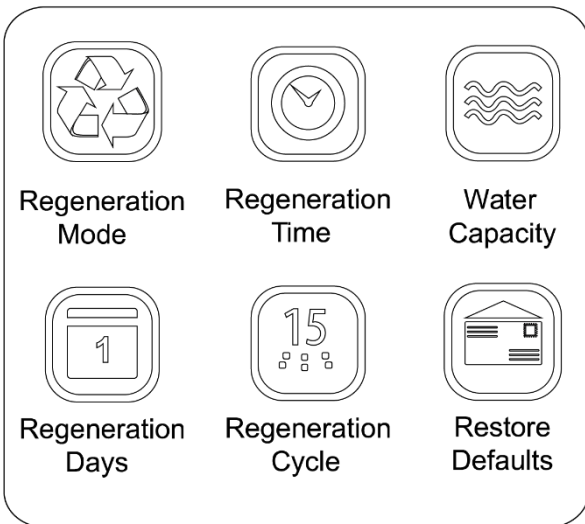 Regeneration
Mode
Regeneration
Time
Water
Capacity
1
15
Regeneration
Days
Regeneration
Cycle
Restore
Defaults